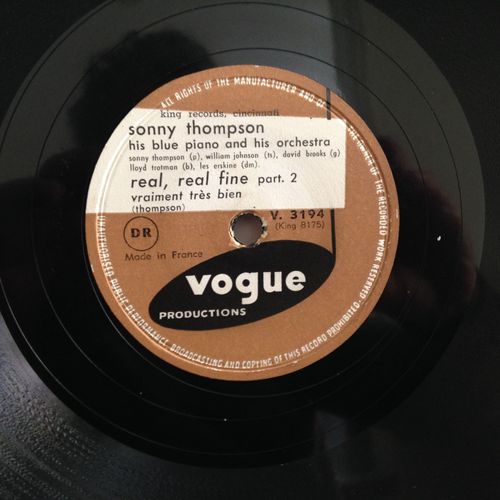 ALL RIGHTS OF THE MANUFACTURER AND OF THE OWNER OF THE RECORDED WORK RESERVED
king records, cincinnati
sonny thompson
his blue piano and his orchestra
sonny thompson (p), william johnson (ts), david brooks (g)
lloyd trotman (b), les erskine (dm).
real, real fine part. 2
vraiment très bien
(thompson)
V. 3194
(King 8175)
DR
Made in France
vogue
PRODUCTIONS
UNAUTHORISED PUBLIC PERFORMANCE BROADCASTING AND COPYING OF THIS RECORD PROHIBITED.